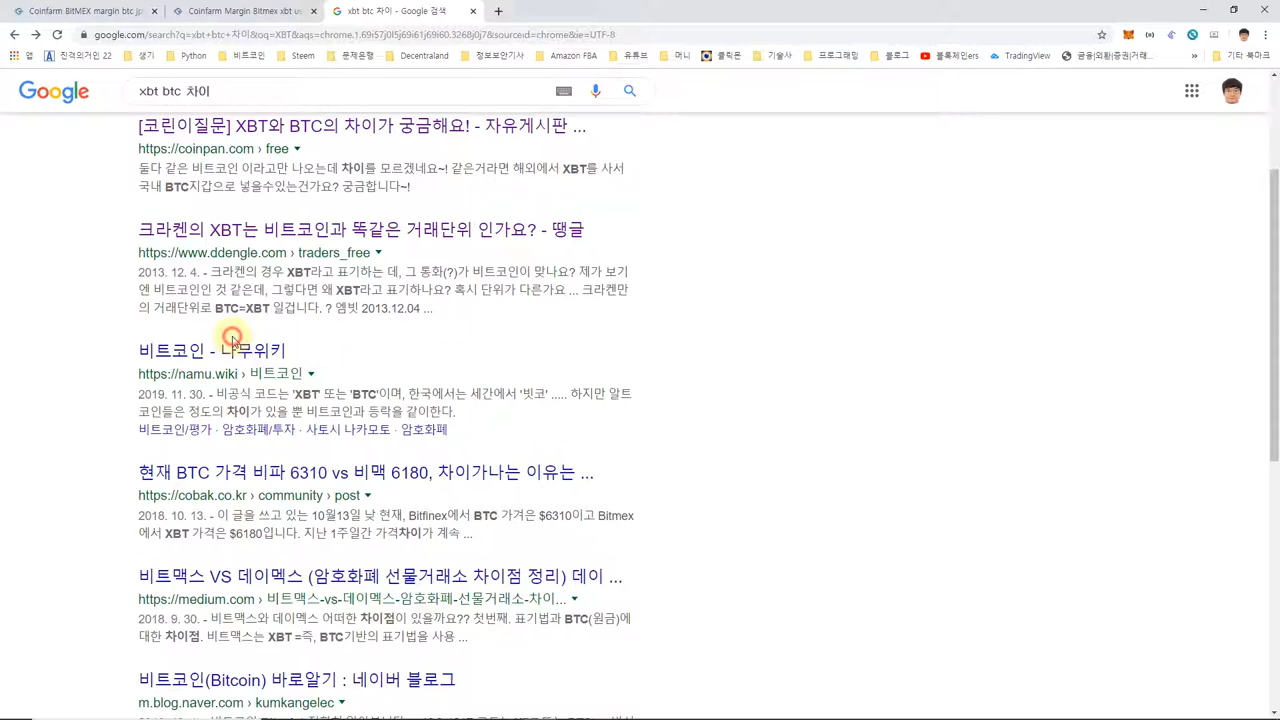 Coinfarm BitMEX margin btc jp
Coinfarm Margin Bitmex xbt us
xbt btc 차이 - Google 검색
google.com/search?q=xbt+btc+차이&oq=XBT&aqs=chrome.1.69i57j0l5j69i61j69i60.3268j0j7&sourceid=chrome&ie=UTF-8
진격의거인 22
생기
Python
비트코인
Steem
문제은행
Decentraland
정보보안기사
Amazon FBA
유튜브
머니
클릭온
기술사
프로그래밍
블로그
블록체인러스
TradingView
금융|외환|증권|거래...
»
기타 북마크
Google
xbt btc 차이
[코린이질문] XBT와 BTC의 차이가 궁금해요! - 자유게시판 ...
https://coinpan.com › free
둘다 같은 비트코인 이라고만 나오는데 차이를 모르겠네요~! 같은거라면 해외에서 XBT를 사서
국내 BTC지갑으로 넣을수있는건가요? 궁금합니다~!
크라켄의 XBT는 비트코인과 똑같은 거래단위 인가요? - 땡글
https://www.ddengle.com › traders_free
2013. 12. 4. - 크라켄의 경우 XBT라고 표기하는 데, 그 통화(?)가 비트코인이 맞나요? 제가 보기
엔 비트코인인 것 같은데, 그렇다면 왜 XBT라고 표기하나요? 혹시 단위가 다른가요 ... 크라켄만
의 거래단위로 BTC=XBT 일겁니다. ? 엠빗 2013.12.04 ...
비트코인 - 나무위키
https://namu.wiki › 비트코인
2019. 11. 30. - 비공식 코드는 'XBT' 또는 'BTC'이며, 한국에서는 세간에서 '빗코' ..... 하지만 알트
코인들은 정도의 차이가 있을 뿐 비트코인과 등락을 같이한다.
비트코인/평가 · 암호화폐/투자 · 사토시 나카모토 · 암호화폐
현재 BTC 가격 비파 6310 vs 비맥 6180, 차이가나는 이유는 ...
https://cobak.co.kr › community › post
2018. 10. 13. - 이 글을 쓰고 있는 10월13일 낮 현재, Bitfinex에서 BTC 가겨은 $6310이고 Bitmex
에서 XBT 가격은 $6180입니다. 지난 1주일간 가격차이가 계속 ...
비트맥스 VS 데이멕스 (암호화폐 선물거래소 차이점 정리) 데이 ...
https://medium.com › 비트맥스-vs-데이멕스-암호화폐-선물거래소-차이...
2018. 9. 30. - 비트맥스와 데이멕스 어떠한 차이점이 있을까요?? 첫번째. 표기법과 BTC(원금)에
대한 차이점. 비트맥스는 XBT =즉, BTC기반의 표기법을 사용 ...
비트코인(Bitcoin) 바로알기 : 네이버 블로그
m.blog.naver.com › kumkangelec